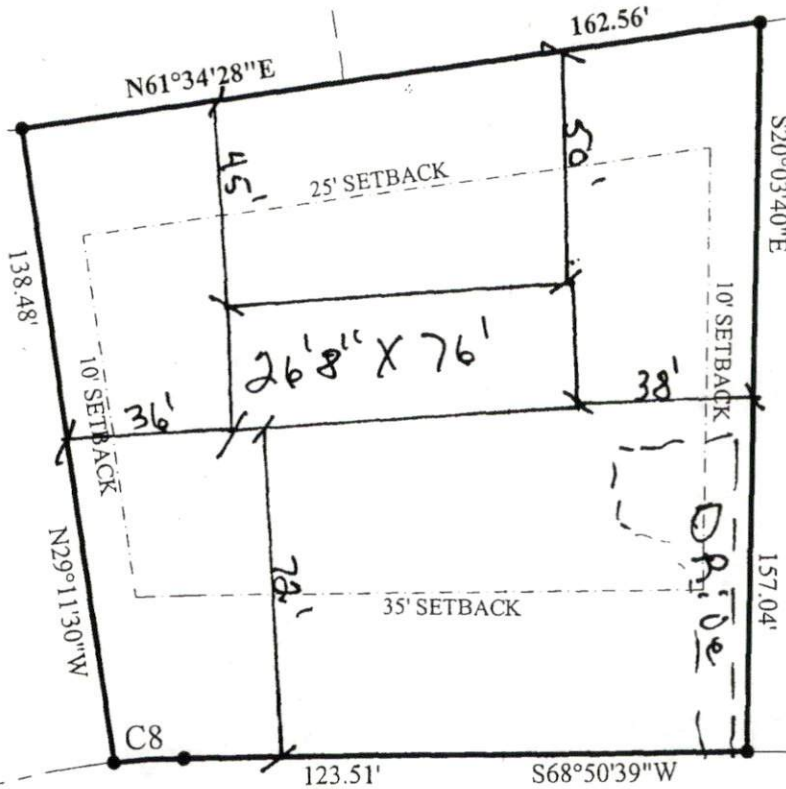 162.56'
N61°34'28"E
S20°03'40"E
45'
50'
25' SETBACK
138.48'
10' SETBACK
26'8" X 76'
10' SETBACK
36'
38'
N29°11'30"W
72'
35' SETBACK
DRive
157.04'
C8
123.51'
S68°50'39"W